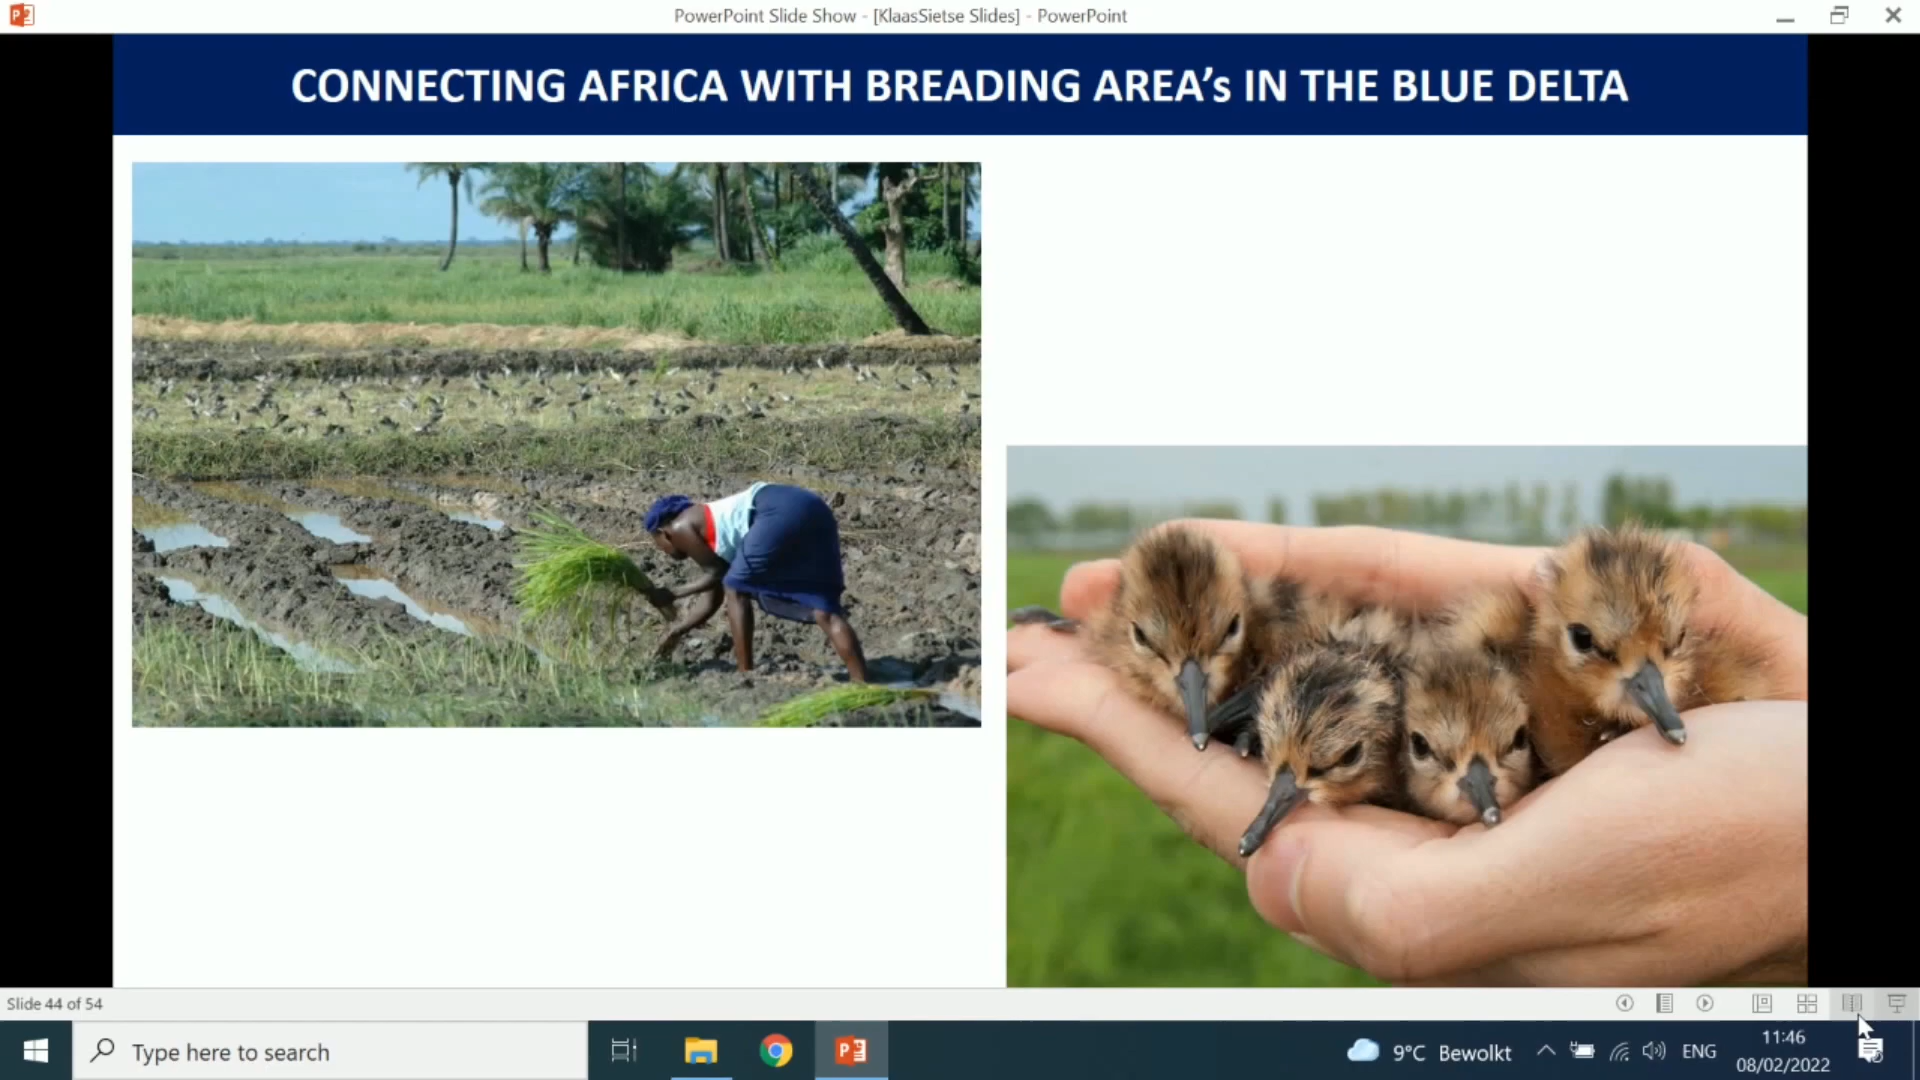 PowerPoint Slide Show - [KlaasSietse Slides] - PowerPoint
CONNECTING AFRICA WITH BREADING AREA's IN THE BLUE DELTA
Slide 44 of 54
Type here to search
9°C Bewolkt
ENG
11:46
08/02/2022